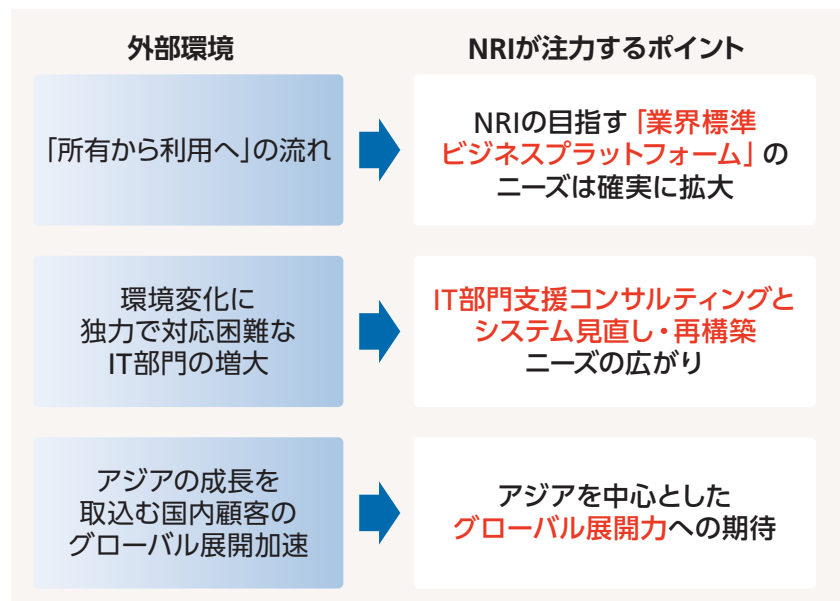 外部環境
NRIが注力するポイント
「所有から利用へ」の流れ
NRIの目指す「業界標準
ビジネスプラットフォーム」の
ニーズは確実に拡大
環境変化に
独力で対応困難な
IT部門の増大
IT部門支援コンサルティングと
システム見直し・再構築
ニーズの広がり
アジアの成長を
取込む国内顧客の
グローバル展開加速
アジアを中心とした
グローバル展開力への期待